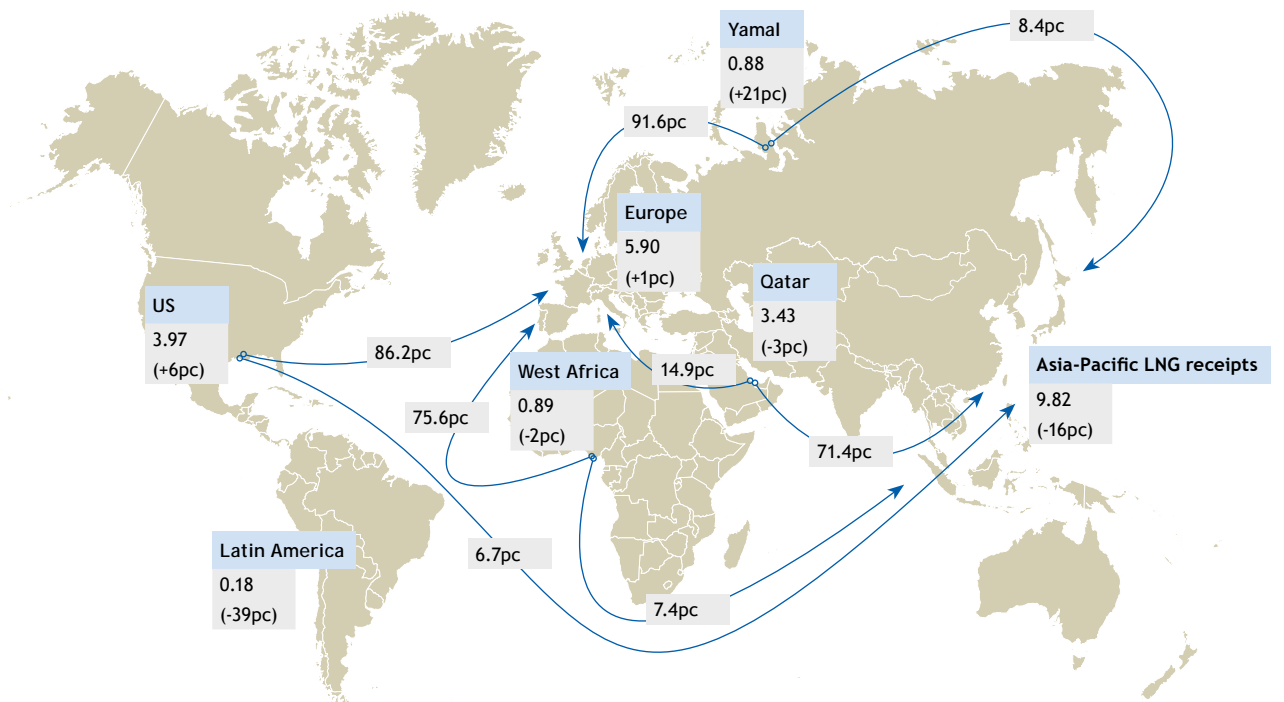 Yamal
0.88
(+21pc)
8.4pc
91.6pc
Europe
5.90
(+1pc)
Qatar
3.43
(-3pc)
US
3.97
(+6pc)
86.2pc
West Africa
0.89
(-2pc)
14.9pc
Asia-Pacific LNG receipts
9.82
(-16pc)
75.6pc
71.4pc
Latin America
0.18
(-39pc)
6.7pc
7.4pc